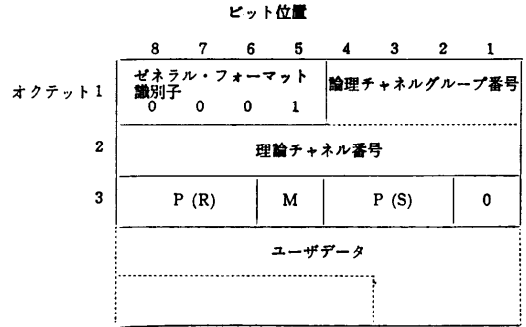 ビット位置
8 7 6 5 4 3 2 1
オクテット1
ゼネラル・フォーマット
識別子
0 0 0 1
論理チャネルグループ番号
2
理論チャネル番号
3
P (R) M P (S) 0
ユーザデータ